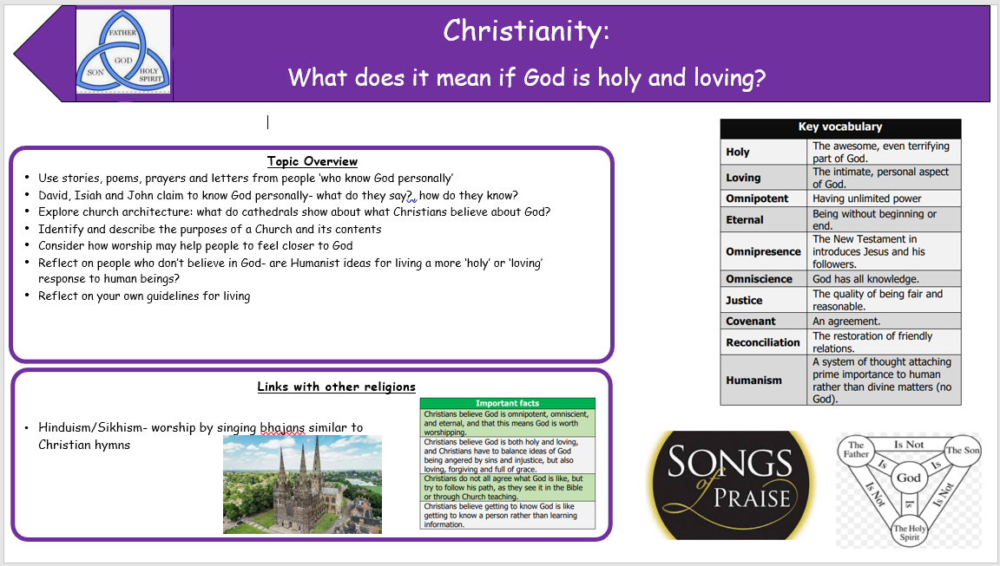 FATHER
GOD
SON
HOLY
SPIRIT
Christianity:
What does it mean if God is holy and loving?
Topic Overview
• Use stories, poems, prayers and letters from people ‘who know God personally’
• David, Isiah and John claim to know God personally- what do they say?, how do they know?
• Explore church architecture: what do cathedrals show about what Christians believe about God?
• Identify and describe the purposes of a Church and its contents
• Consider how worship may help people to feel closer to God
• Reflect on people who don’t believe in God- are Humanist ideas for living a more ‘holy’ or ‘loving’
response to human beings?
• Reflect on your own guidelines for living
Links with other religions
• Hinduism/Sikhism- worship by singing bhajans similar to
Christian hymns
Important facts
Christians believe God is omnipotent, omniscient,
and eternal, and that this means God is worth
worshipping.
Christians believe God is both holy and loving,
and Christians have to balance ideas of God
being angered by sins and injustice, but also
loving, forgiving and full of grace.
Christians do not all agree what God is like, but
try to follow his path, as they see it in the Bible
or through Church teaching.
Christians believe getting to know God is like
getting to know a person rather than learning
information.
Key vocabulary
Holy
The awesome, even terrifying
part of God.
Loving
The intimate, personal aspect
of God.
Omnipotent
Having unlimited power
Eternal
Being without beginning or
end.
Omnipresence
The New Testament in
introduces Jesus and his
followers.
Omniscience
God has all knowledge.
Justice
The quality of being fair and
reasonable.
Covenant
An agreement.
Reconciliation
The restoration of friendly
relations.
Humanism
A system of thought attaching
prime importance to human
rather than divine matters (no
God).
SONGS
of
PRAISE
The
Father
Is Not
The Son
Is
Is
God
Is Not
Is
Is Not
The Holy
Spirit